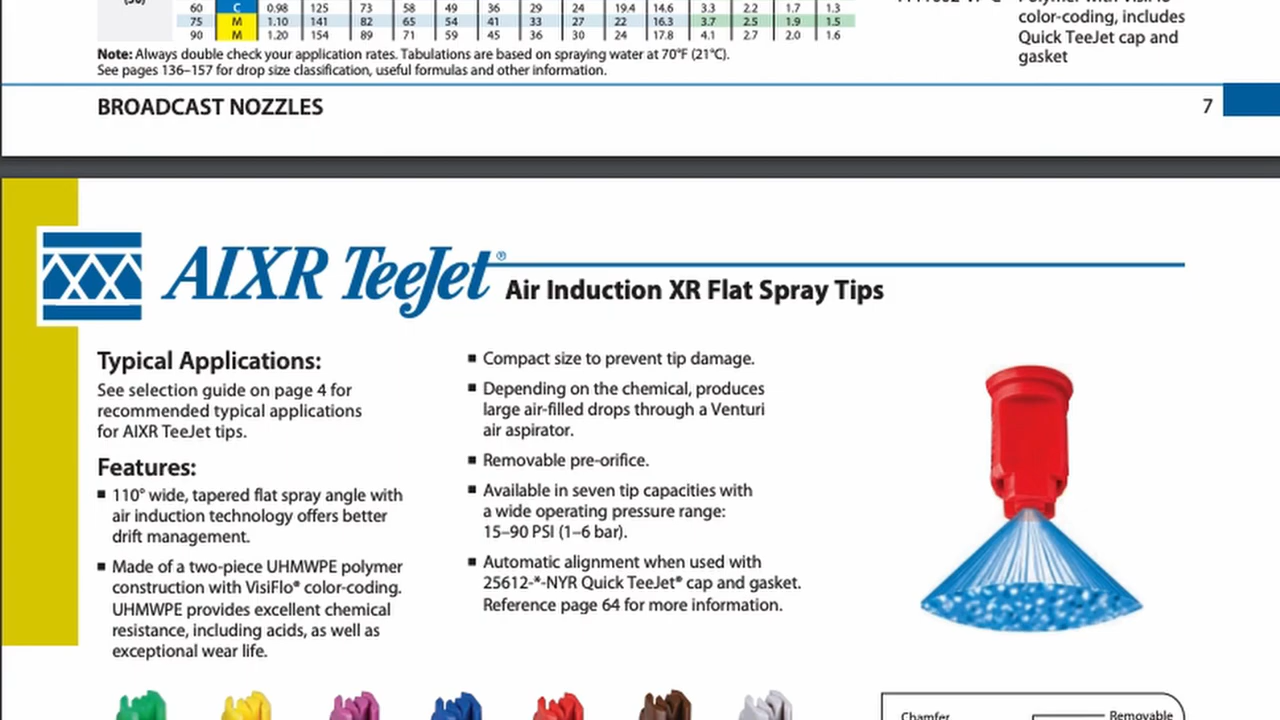 (50)
60 C 0.98 125 73 58 49 36 29 24 19.4 14.6 3.3 2.2 1.7 1.3
75 M 1.10 141 82 65 54 41 33 27 22 16.3 3.7 2.5 1.9 1.5
90 M 1.20 154 89 71 59 45 36 30 24 17.8 4.1 2.7 2.0 1.6
Note: Always double check your application rates. Tabulations are based on spraying water at 70°F (21°C).
See pages 136–157 for drop size classification, useful formulas and other information.
color-coding, includes
Quick TeeJet cap and
gasket
BROADCAST NOZZLES
7
AIXR TeeJet®
Air Induction XR Flat Spray Tips
Typical Applications:
See selection guide on page 4 for
recommended typical applications
for AIXR TeeJet tips.
Features:
■ 110° wide, tapered flat spray angle with
air induction technology offers better
drift management.
■ Made of a two-piece UHMWPE polymer
construction with VisiFlo® color-coding.
UHMWPE provides excellent chemical
resistance, including acids, as well as
exceptional wear life.
■ Compact size to prevent tip damage.
■ Depending on the chemical, produces
large air-filled drops through a Venturi
air aspirator.
■ Removable pre-orifice.
■ Available in seven tip capacities with
a wide operating pressure range:
15–90 PSI (1–6 bar).
■ Automatic alignment when used with
25612-*-NYR Quick TeeJet® cap and gasket.
Reference page 64 for more information.
Chamfer
Removable